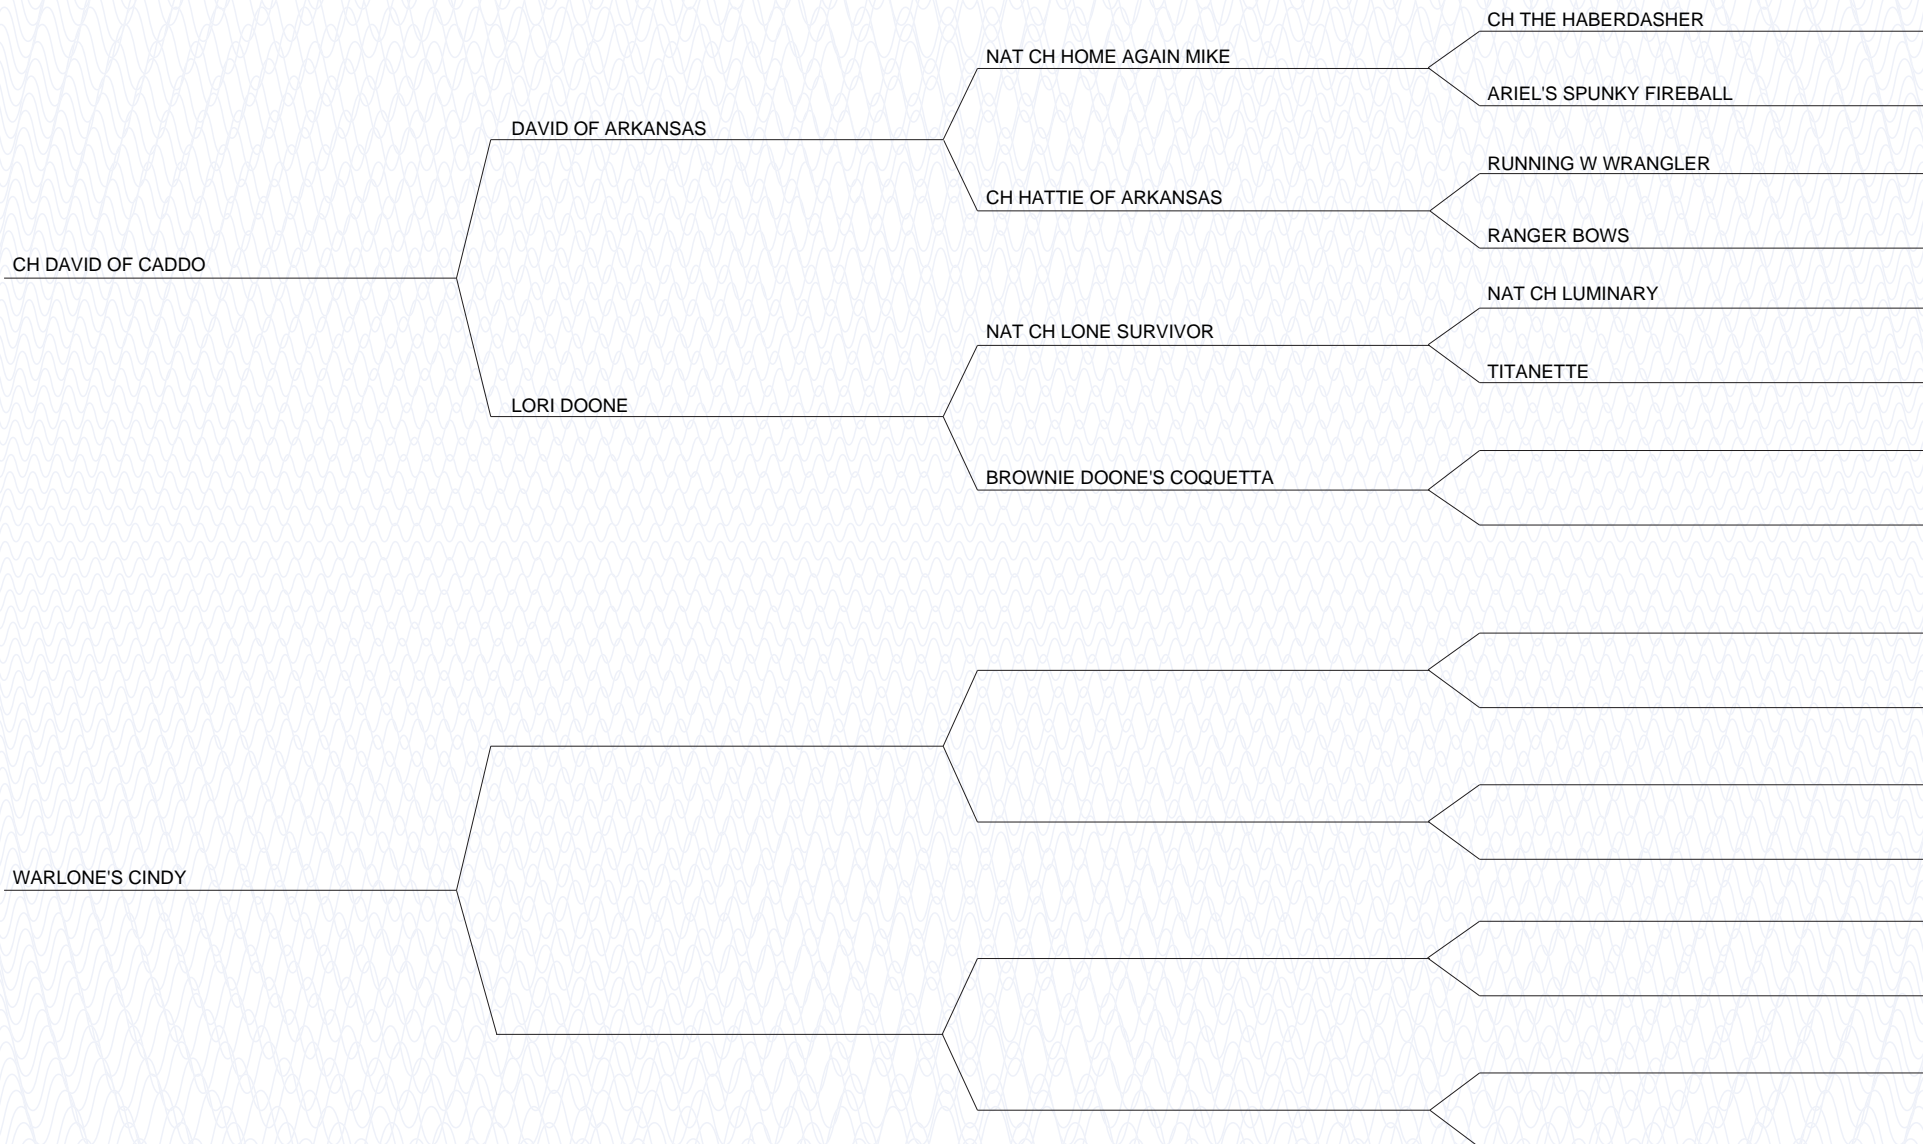 CH THE HABERDASHER
NAT CH HOME AGAIN MIKE
ARIEL'S SPUNKY FIREBALL
DAVID OF ARKANSAS
RUNNING W WRANGLER
CH HATTIE OF ARKANSAS
RANGER BOWS
CH DAVID OF CADDO
NAT CH LUMINARY
NAT CH LONE SURVIVOR
TITANETTE
LORI DOONE
BROWNIE DOONE'S COQUETTA
WARLONE'S CINDY